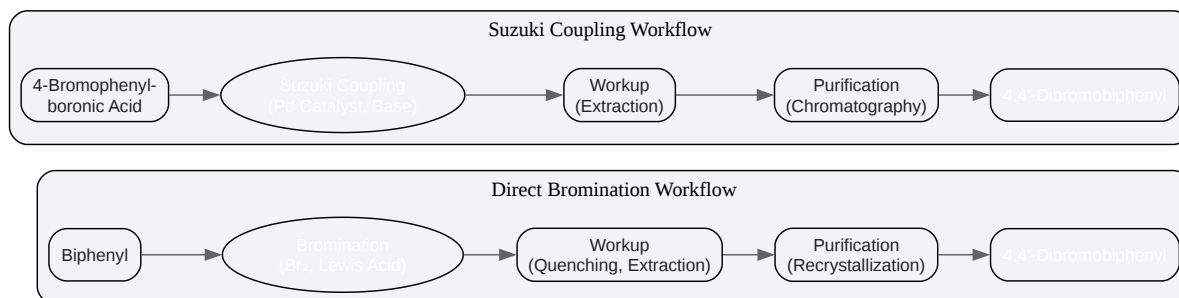 Suzuki Coupling Workflow
4-Bromophenyl-
boronic Acid
Suzuki Coupling
(Pd Catalyst, Base)
Workup
(Extraction)
Purification
(Chromatography)
4,4'-Dibromobiphenyl
Direct Bromination Workflow
Biphenyl
Bromination
(Br₂, Lewis Acid)
Workup
(Quenching, Extraction)
Purification
(Recrystallization)
4,4'-Dibromobiphenyl